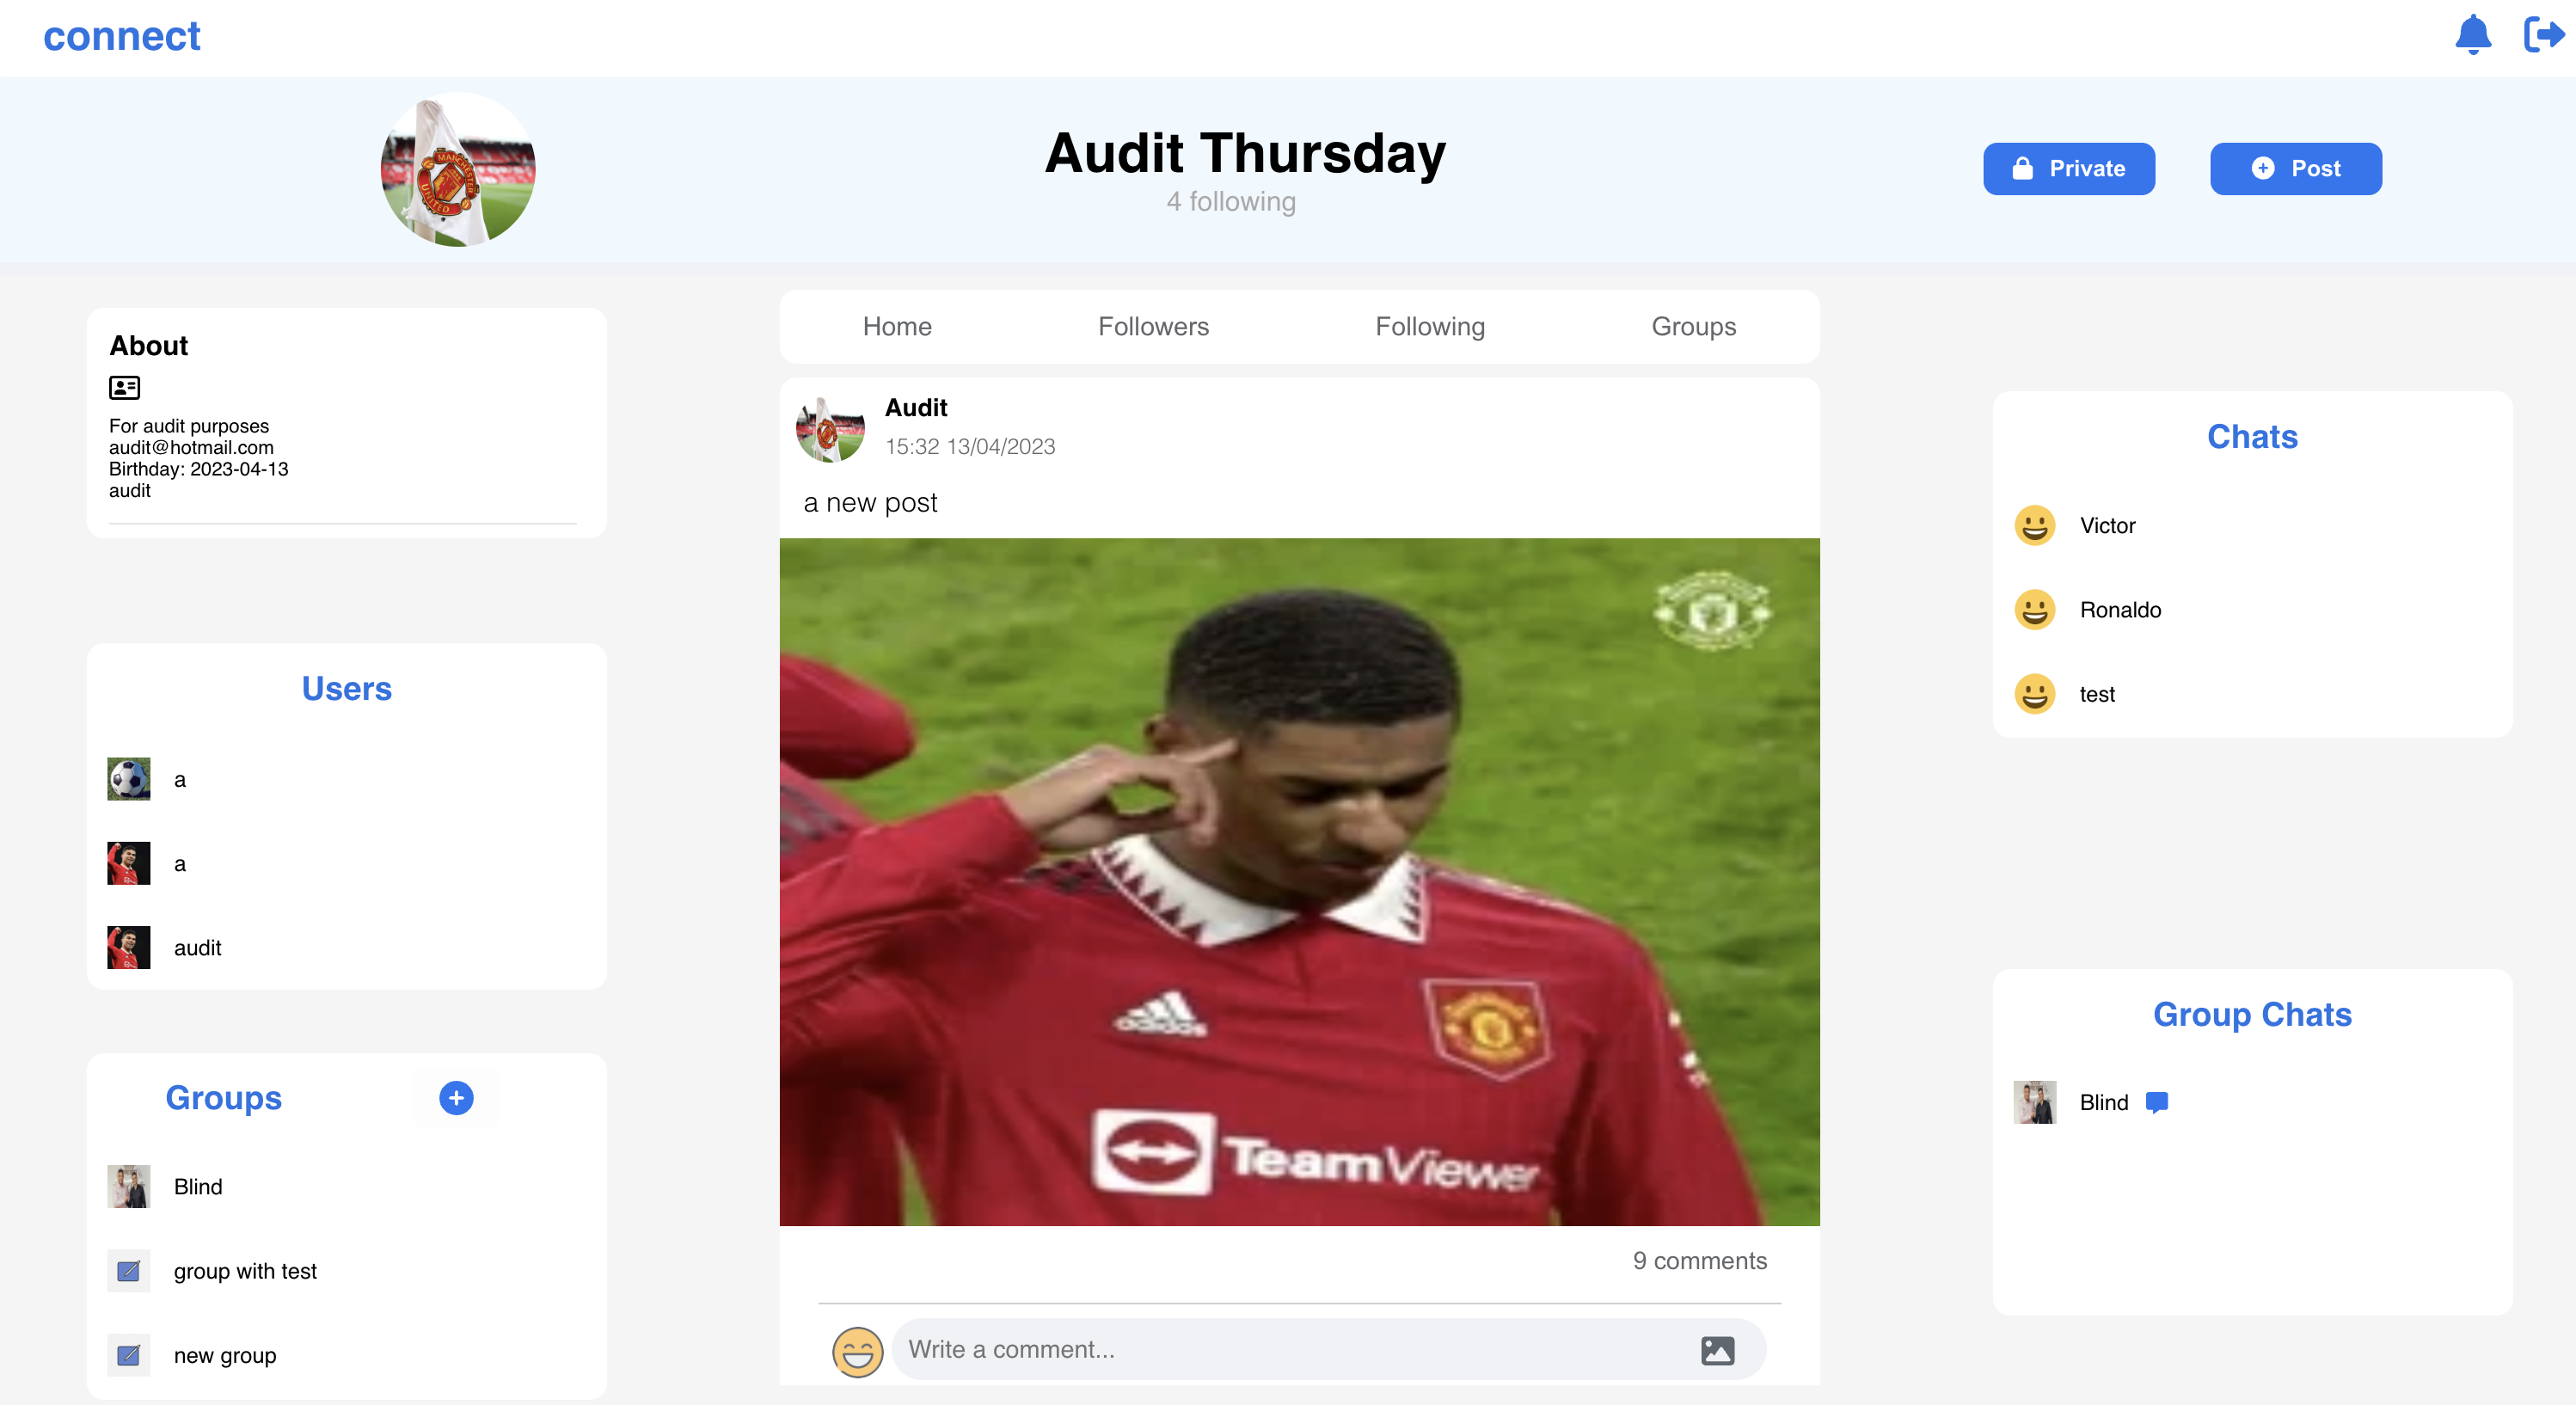 connect
Audit Thursday
4 following
Private
Post
About
For audit purposes
audit@hotmail.com
Birthday: 2023-04-13
audit
Users
a
a
audit
Groups
Blind
group with test
new group
Home Followers Following Groups
Audit
15:32 13/04/2023
a new post
adidas
TeamViewer
9 comments
Write a comment...
Chats
Victor
Ronaldo
test
Group Chats
Blind
MANCHESTER
UNITED